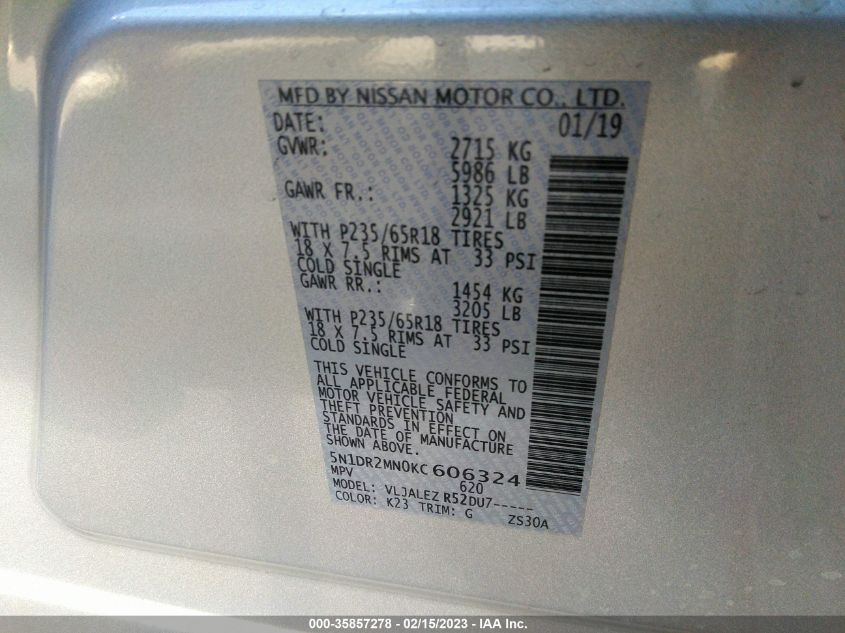 MFD BY NISSAN MOTOR CO., LTD.
DATE: 01/19
GVWR: 2715 KG
5986 LB
GAWR FR.: 1325 KG
2921 LB
WITH P235/65R18 TIRES
18 X 7.5 RIMS AT 33 PSI
COLD SINGLE
GAWR RR.: 1454 KG
3205 LB
WITH P235/65R18 TIRES
18 X 7.5 RIMS AT 33 PSI
COLD SINGLE
THIS VEHICLE CONFORMS TO
ALL APPLICABLE FEDERAL
MOTOR VEHICLE SAFETY AND
THEFT PREVENTION
STANDARDS IN EFFECT ON
THE DATE OF MANUFACTURE
SHOWN ABOVE.
5N1DR2MN0KC606324
MPV 620
MODEL: VLJALEZ R52DU7-----
COLOR: K23 TRIM: G ZS30A
000-35857278 - 02/15/2023 - IAA Inc.